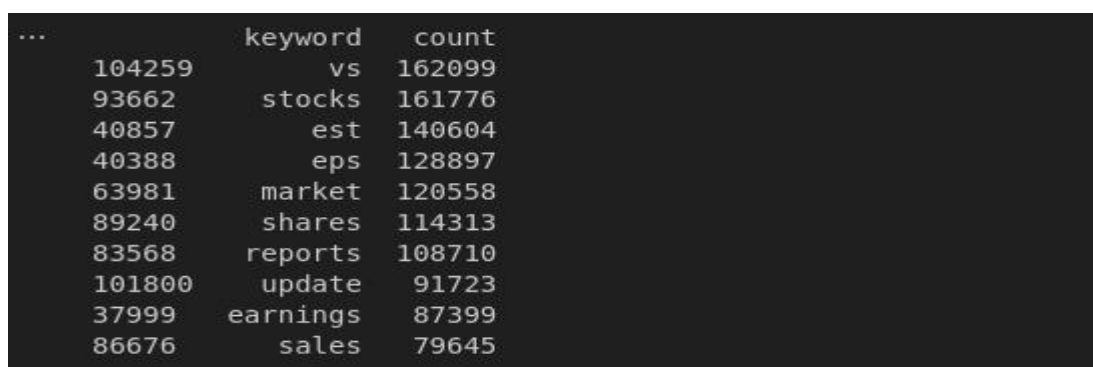 ... keyword count
104259 vs 162099
93662 stocks 161776
40857 est 140604
40388 eps 128897
63981 market 120558
89240 shares 114313
83568 reports 108710
101800 update 91723
37999 earnings 87399
86676 sales 79645